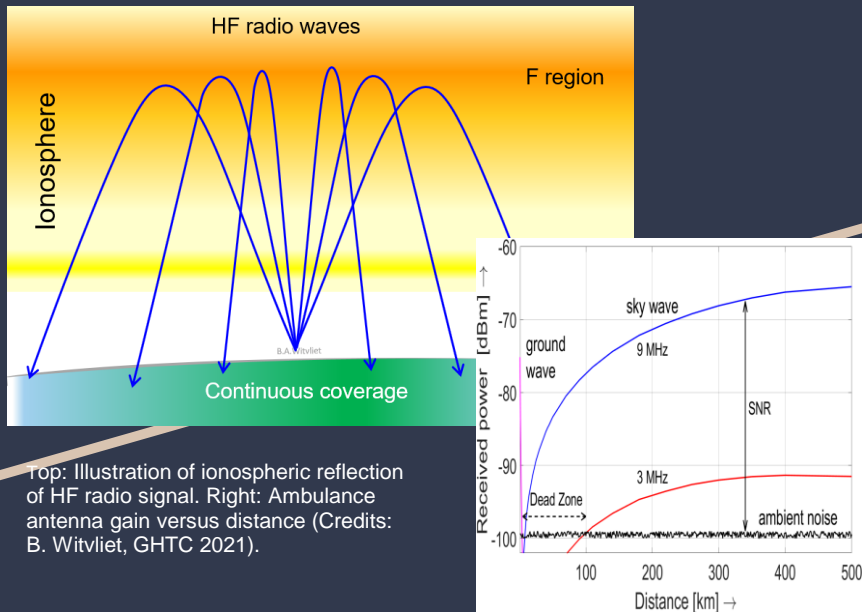 HF radio waves
F region
Ionosphere
B.A.Witvliet
Continuous coverage
Top: Illustration of ionospheric reflection
of HF radio signal. Right: Ambulance
antenna gain versus distance (Credits:
B. Witvliet, GHTC 2021).
Received power [dBm] →
-60
-70
-80
-90
-100
sky wave
ground
wave
9 MHz
SNR
3 MHz
Dead Zone
ambient noise
100
200
300
400
500
Distance [km] →